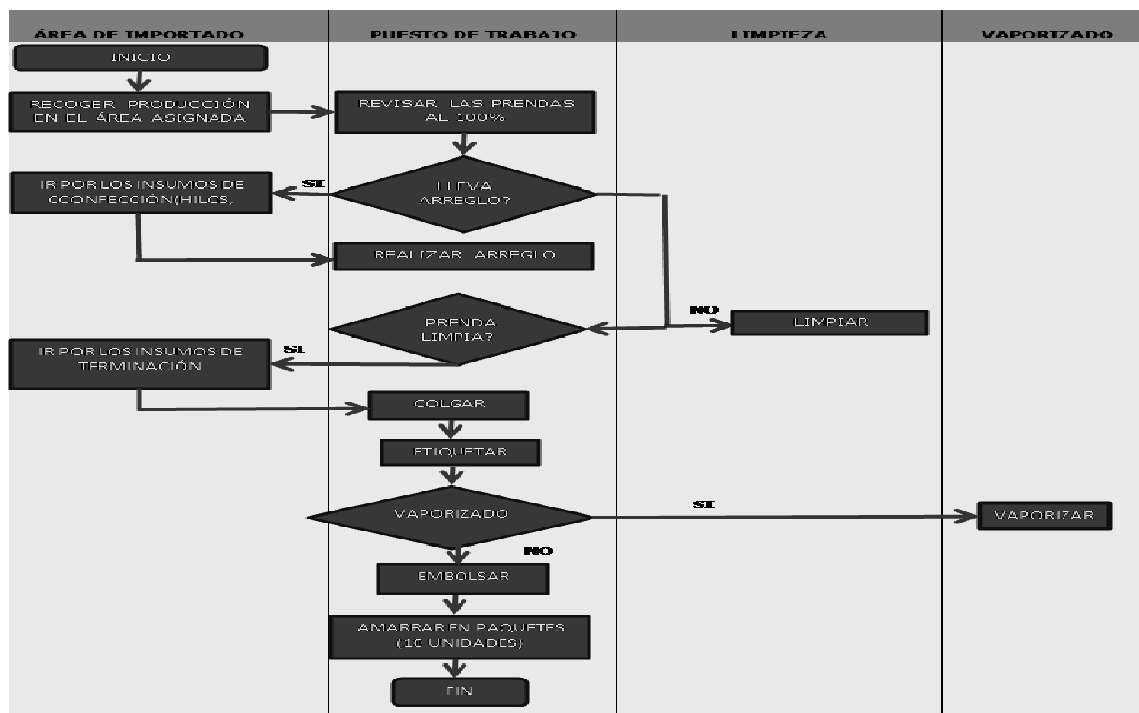 ÁREA DE IMPORTADO
PUESTO DE TRABAJO
LIMPIEZA
VAPORIZADO
INICIO
RECOGER PRODUCCIÓN
EN EL ÁREA ASIGNADA
REVISAR LAS PRENDAS
AL 100%
IR POR LOS INSUMOS DE
CCONFECCIÓN(HILOS,
SI
LLEVA
ARREGLO?
REALIZAR ARREGLO
PRENDA
LIMPIA?
NO
LIMPIAR
IR POR LOS INSUMOS DE
TERMINACIÓN
SI
COLGAR
ETIQUETAR
VAPORIZADO
SI
VAPORIZAR
NO
EMBOLSAR
AMARRAR EN PAQUETES
(10 UNIDADES)
FIN